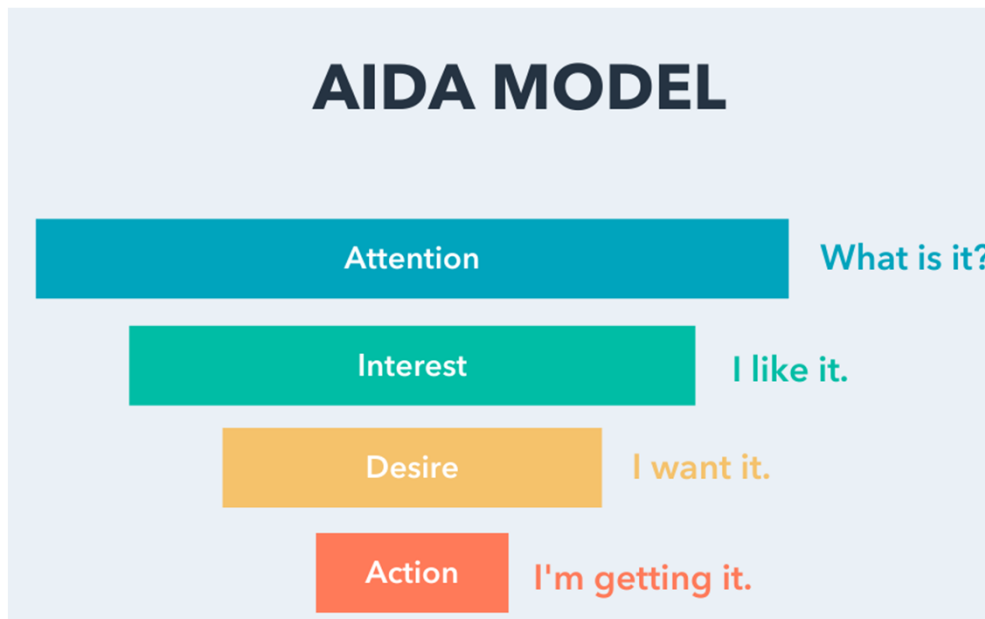 AIDA MODEL
Attention
What is it?
Interest
I like it.
Desire
I want it.
Action
I'm getting it.